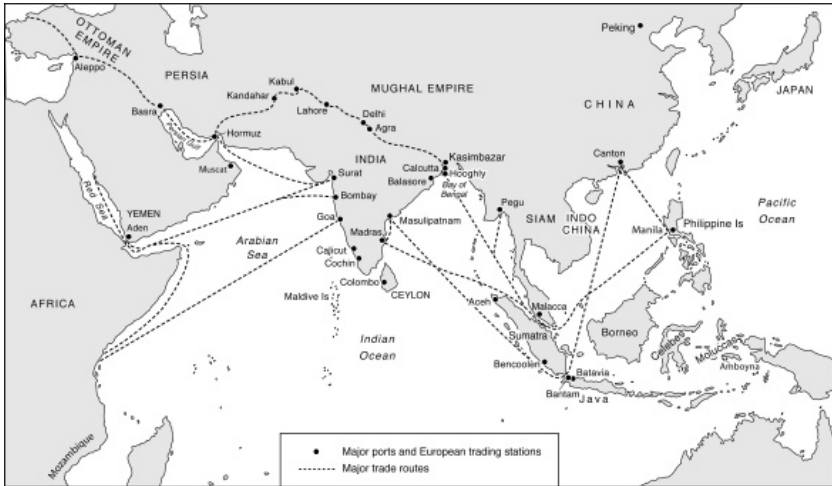 OTTOMAN
EMPIRE
Peking
Aleppo
PERSIA
Kabul
Kandahar
MUGHAL EMPIRE
CHINA
JAPAN
Basra
Lahore
Delhi
Agra
Persian Gulf
Hormuz
Kasimbazar
Canton
INDIA
Calcutta
Hooghly
Muscat
Surat
Balasore
Bay of
Bengal
Red Sea
Bombay
Pegu
Pacific
Ocean
YEMEN
Aden
Goa
Masulipatnam
SIAM
INDO
CHINA
Philippine Is
Manila
Arabian
Sea
Madras
Cajicut
Cochin
AFRICA
Colombo
CEYLON
Maldive Is
Aceh
Malacca
Sumatra
Borneo
Celebes
Moluccas
Indian
Ocean
Amboyna
Bencoolen
Batavia
Bantam
Java
Mozambique
Major ports and European trading stations
Major trade routes